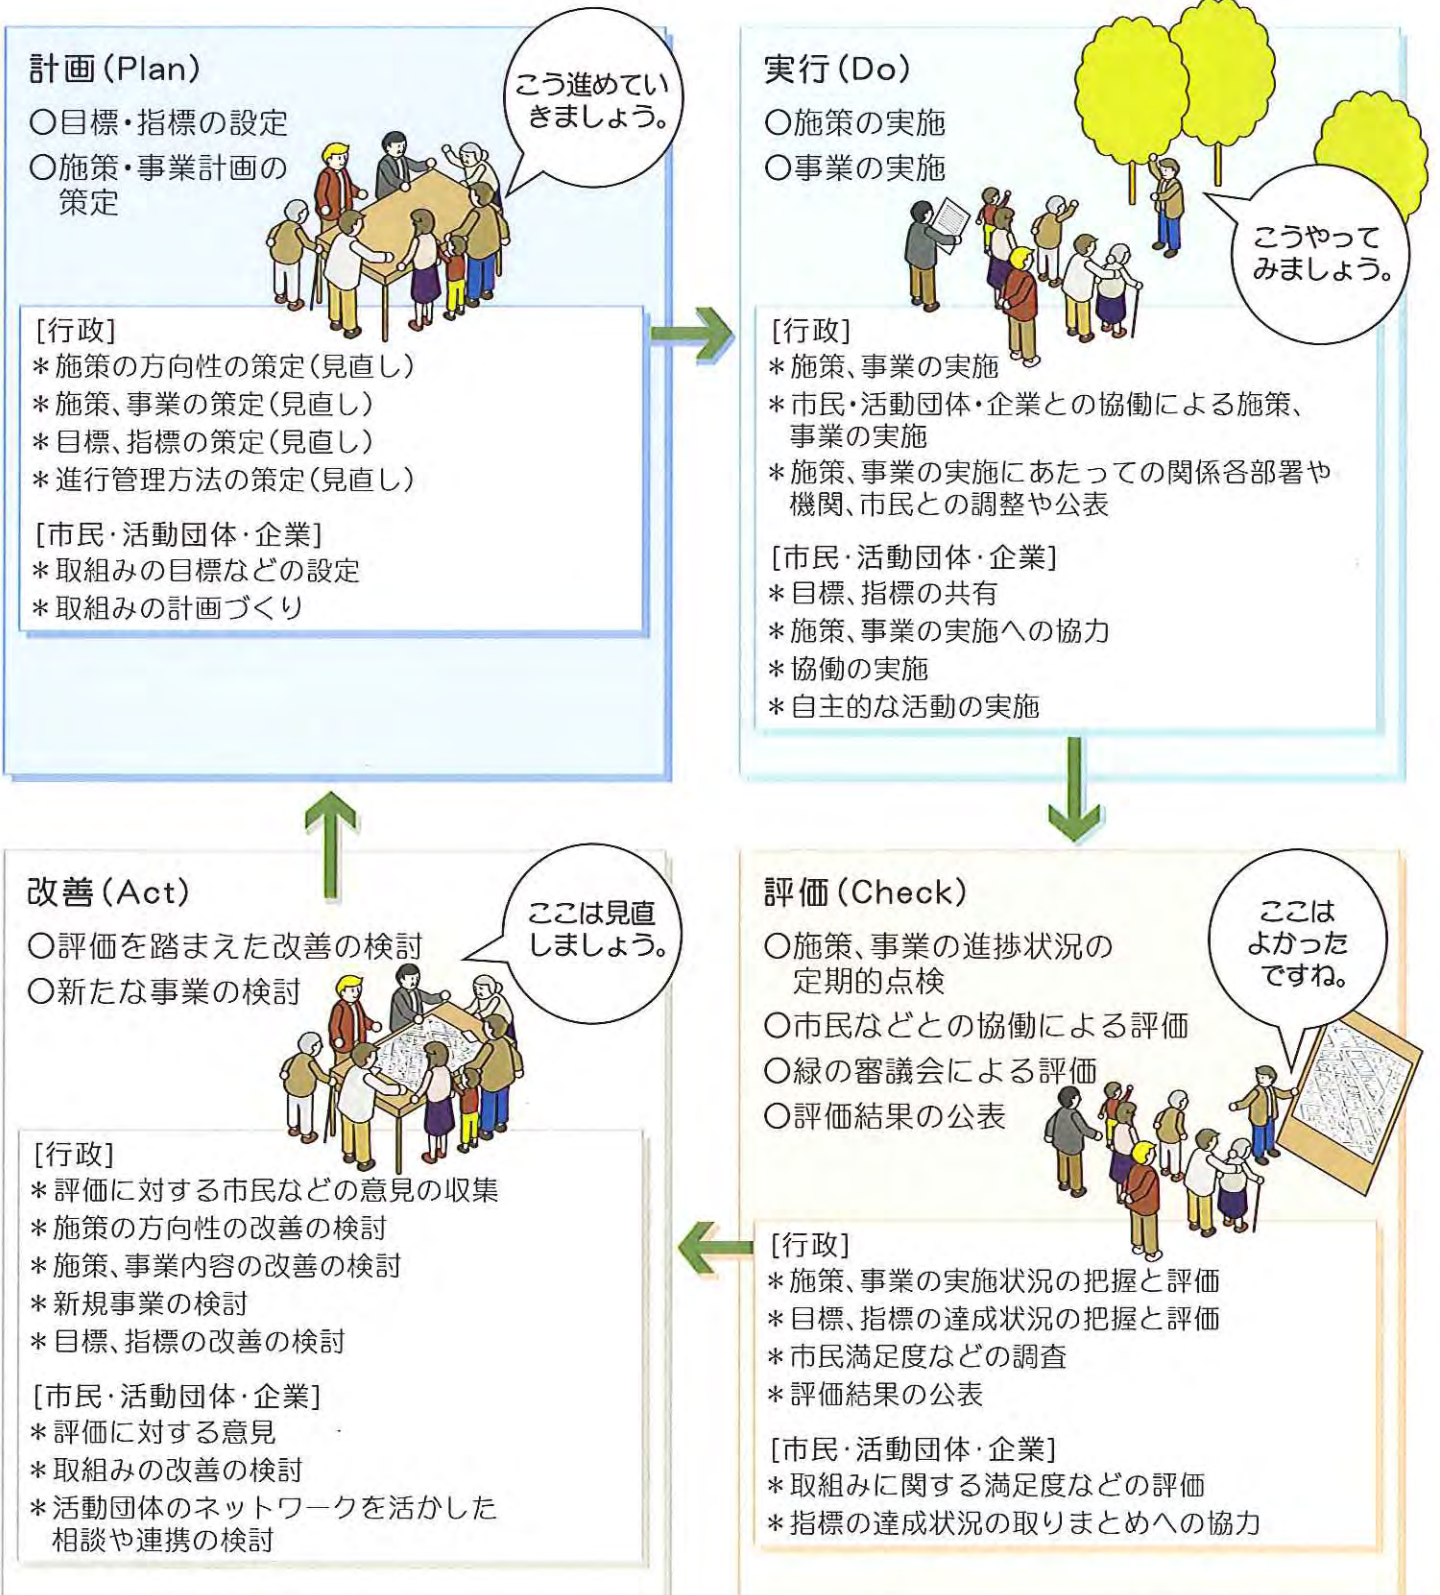 計画(Plan)
○目標・指標の設定
○施策・事業計画の
策定
こう進めてい
きましょう。
[行政]
＊施策の方向性の策定(見直し)
＊施策、事業の策定(見直し)
＊目標、指標の策定(見直し)
＊進行管理方法の策定(見直し)
[市民・活動団体・企業]
＊取組みの目標などの設定
＊取組みの計画づくり
実行(Do)
○施策の実施
○事業の実施
こうやって
みましょう。
[行政]
＊施策、事業の実施
＊市民・活動団体・企業との協働による施策、
事業の実施
＊施策、事業の実施にあたっての関係各部署や
機関、市民との調整や公表
[市民・活動団体・企業]
＊目標、指標の共有
＊施策、事業の実施への協力
＊協働の実施
＊自主的な活動の実施
評価(Check)
○施策、事業の進捗状況の
定期的点検
○市民などとの協働による評価
○緑の審議会による評価
○評価結果の公表
ここは
よかった
ですね。
[行政]
＊施策、事業の実施状況の把握と評価
＊目標、指標の達成状況の把握と評価
＊市民満足度などの調査
＊評価結果の公表
[市民・活動団体・企業]
＊取組みに関する満足度などの評価
＊指標の達成状況の取りまとめへの協力
改善(Act)
○評価を踏まえた改善の検討
○新たな事業の検討
ここは見直
しましょう。
[行政]
＊評価に対する市民などの意見の収集
＊施策の方向性の改善の検討
＊施策、事業内容の改善の検討
＊新規事業の検討
＊目標、指標の改善の検討
[市民・活動団体・企業]
＊評価に対する意見
＊取組みの改善の検討
＊活動団体のネットワークを活かした
相談や連携の検討